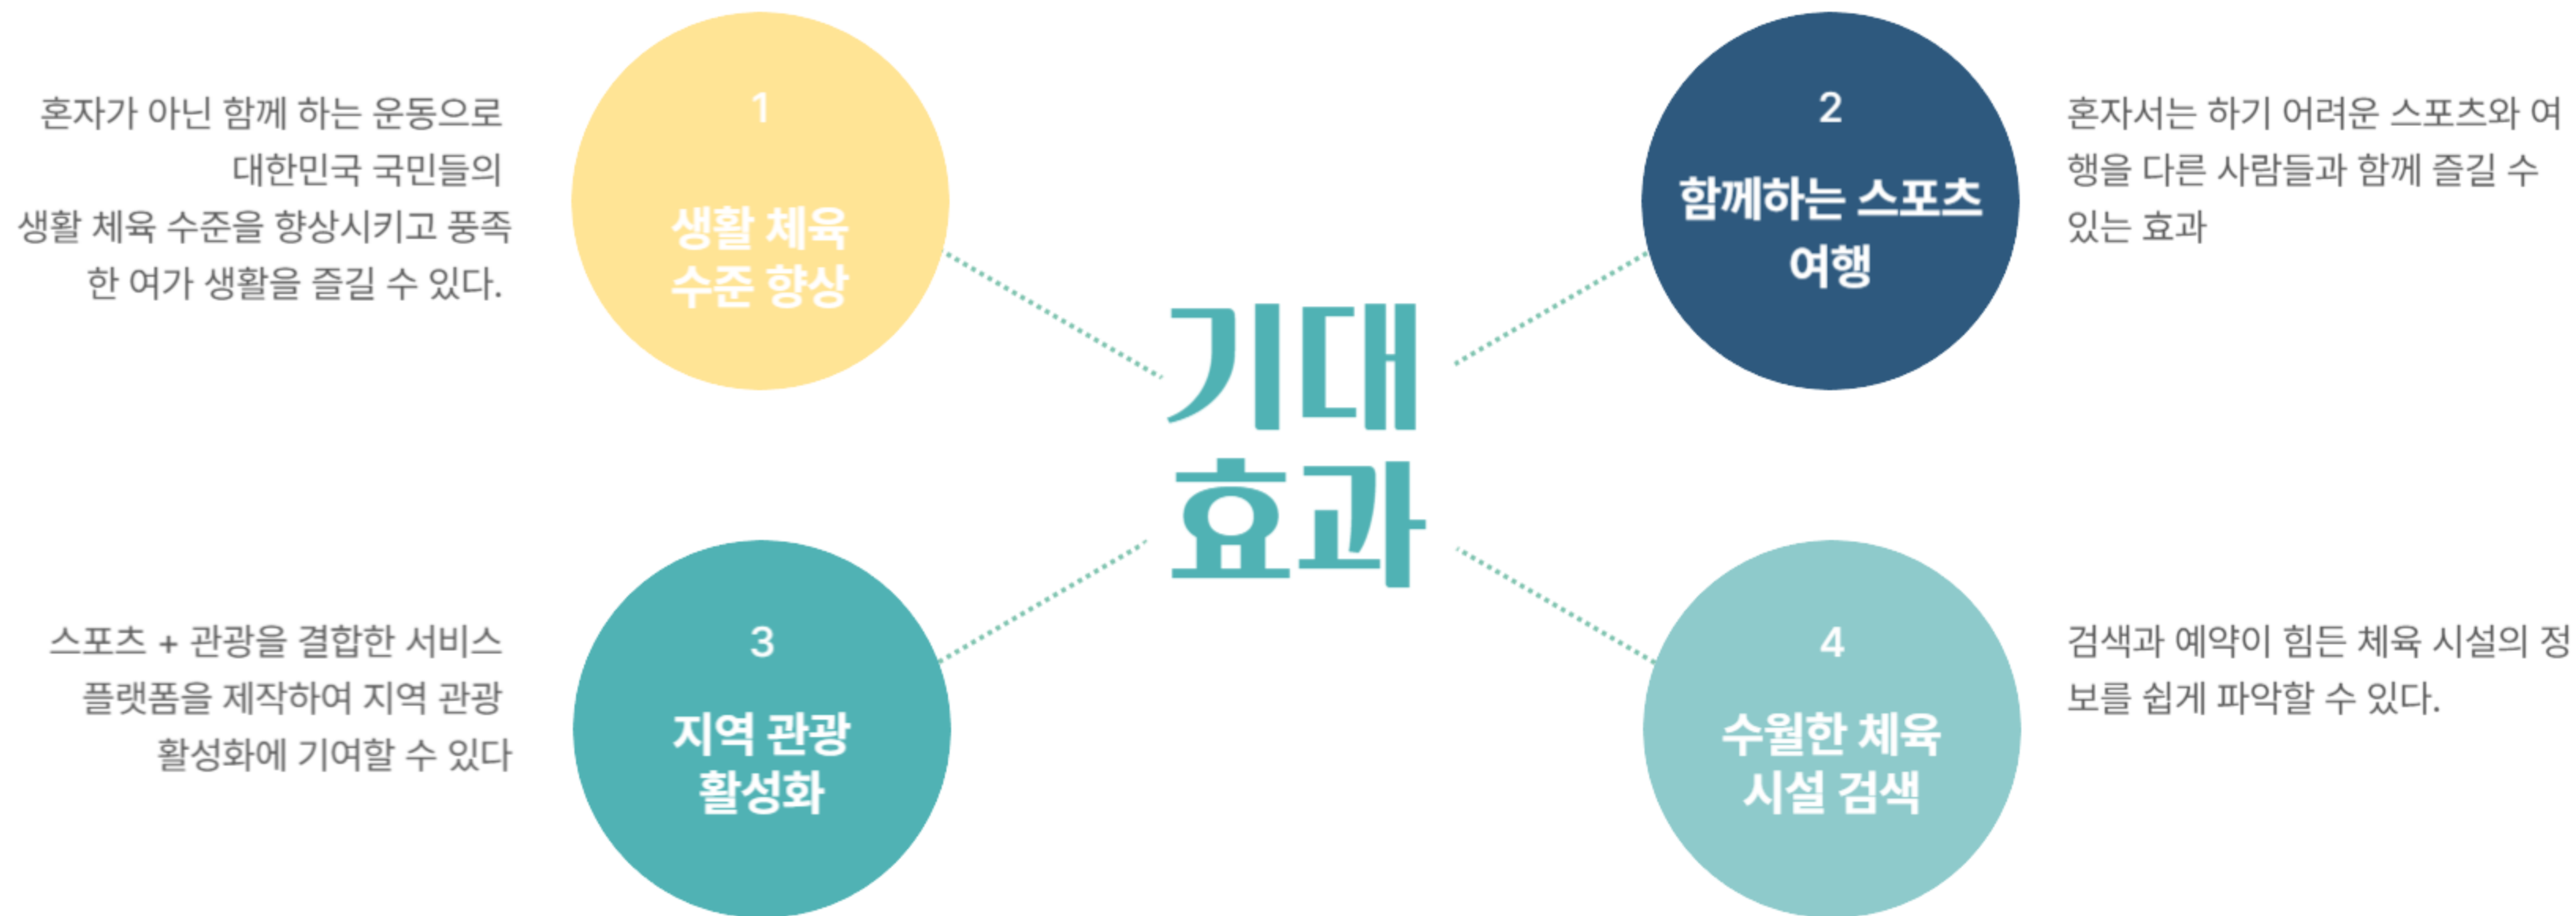 혼자가 아닌 함께 하는 운동으로
대한민국 국민들의
생활 체육 수준을 향상시키고 풍족
한 여가 생활을 즐길 수 있다.
1
생활 체육
수준 향상
2
함께하는 스포츠
여행
혼자서는 하기 어려운 스포츠와 여
행을 다른 사람들과 함께 즐길 수
있는 효과
기대
효과
스포츠 + 관광을 결합한 서비스
플랫폼을 제작하여 지역 관광
활성화에 기여할 수 있다
3
지역 관광
활성화
4
수월한 체육
시설 검색
검색과 예약이 힘든 체육 시설의 정
보를 쉽게 파악할 수 있다.